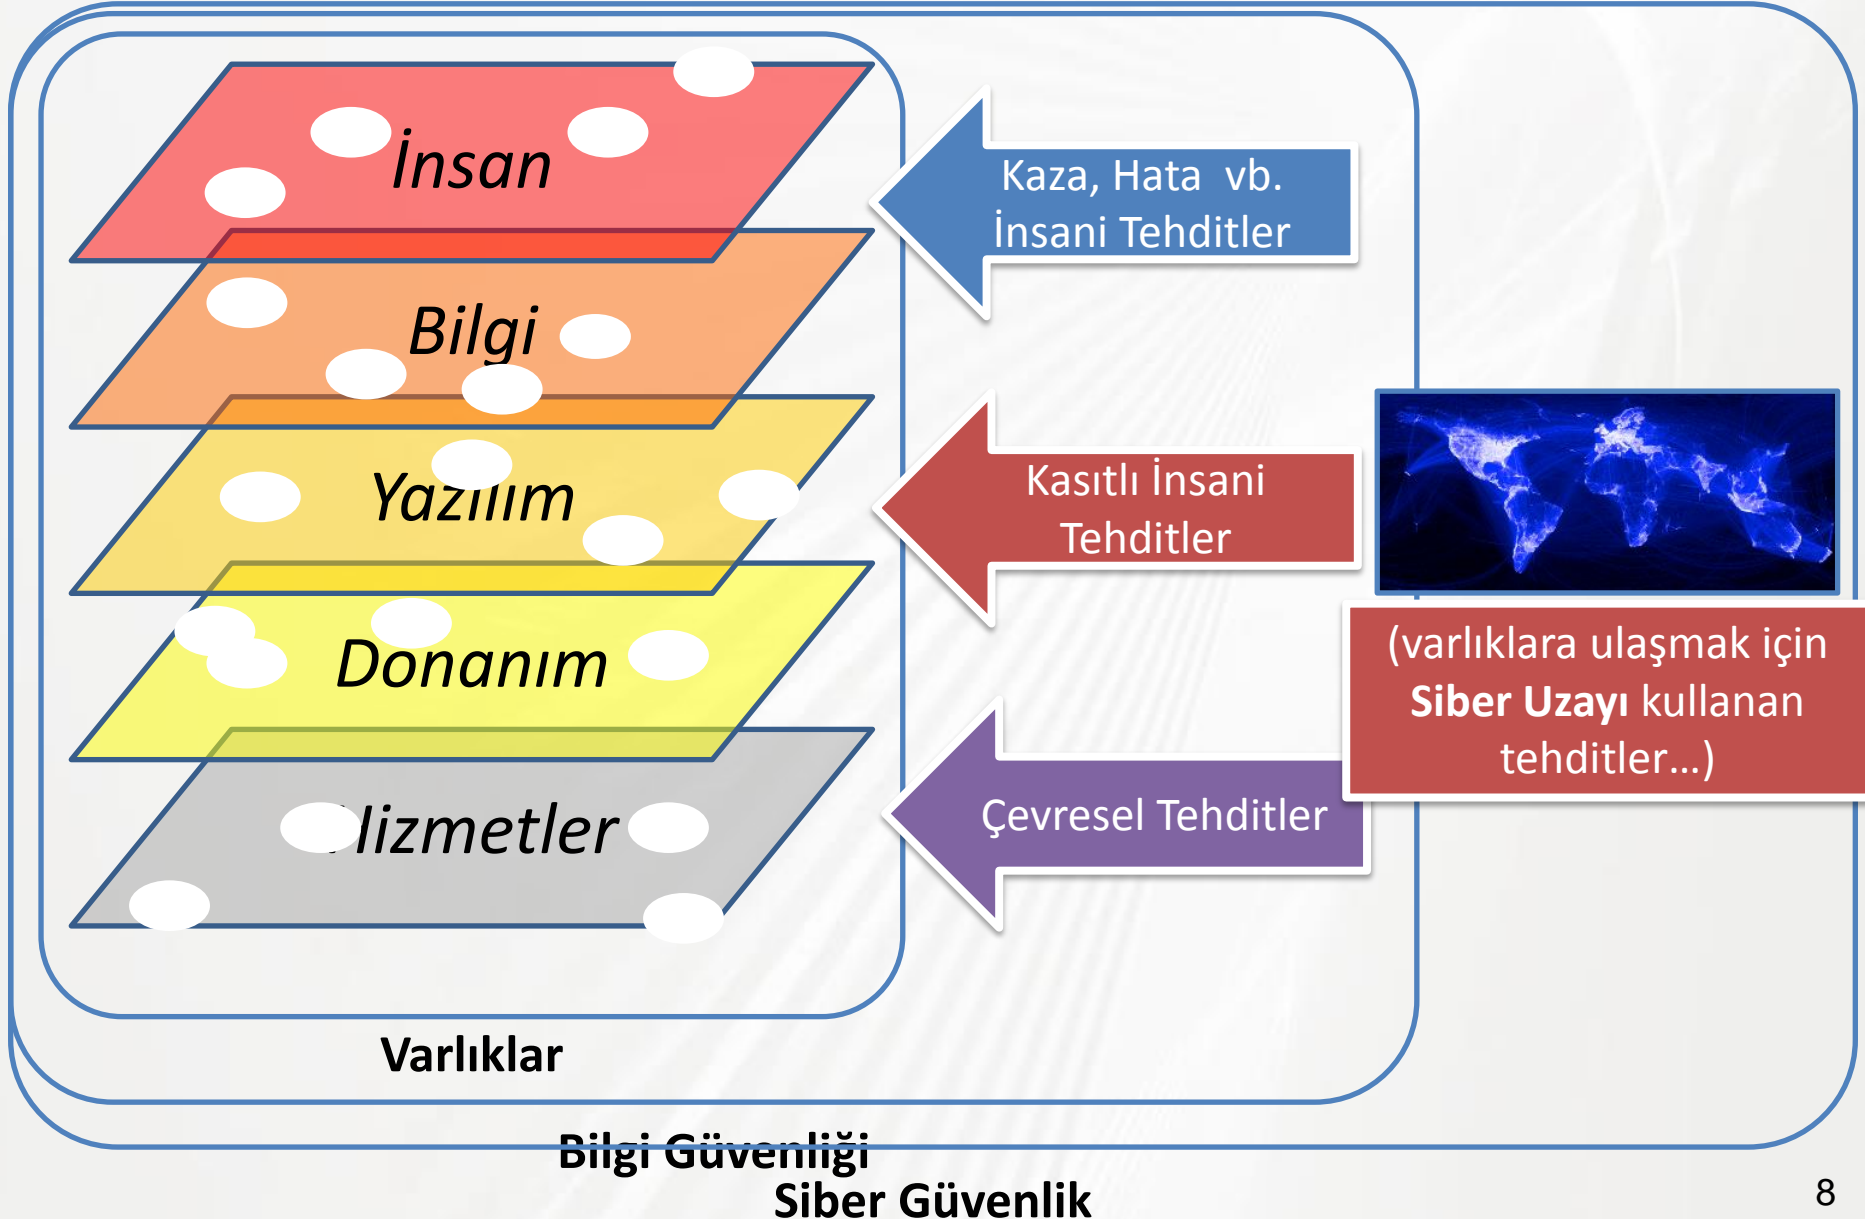 İnsan
Bilgi
Yazılım
Donanım
Hizmetler
Kaza, Hata vb.
İnsani Tehditler
Kasıtlı İnsani
Tehditler
Çevresel Tehditler
(varlıklara ulaşmak için
Siber Uzayı kullanan
tehditler...)
Varlıklar
Bilgi Güvenliği
Siber Güvenlik
8